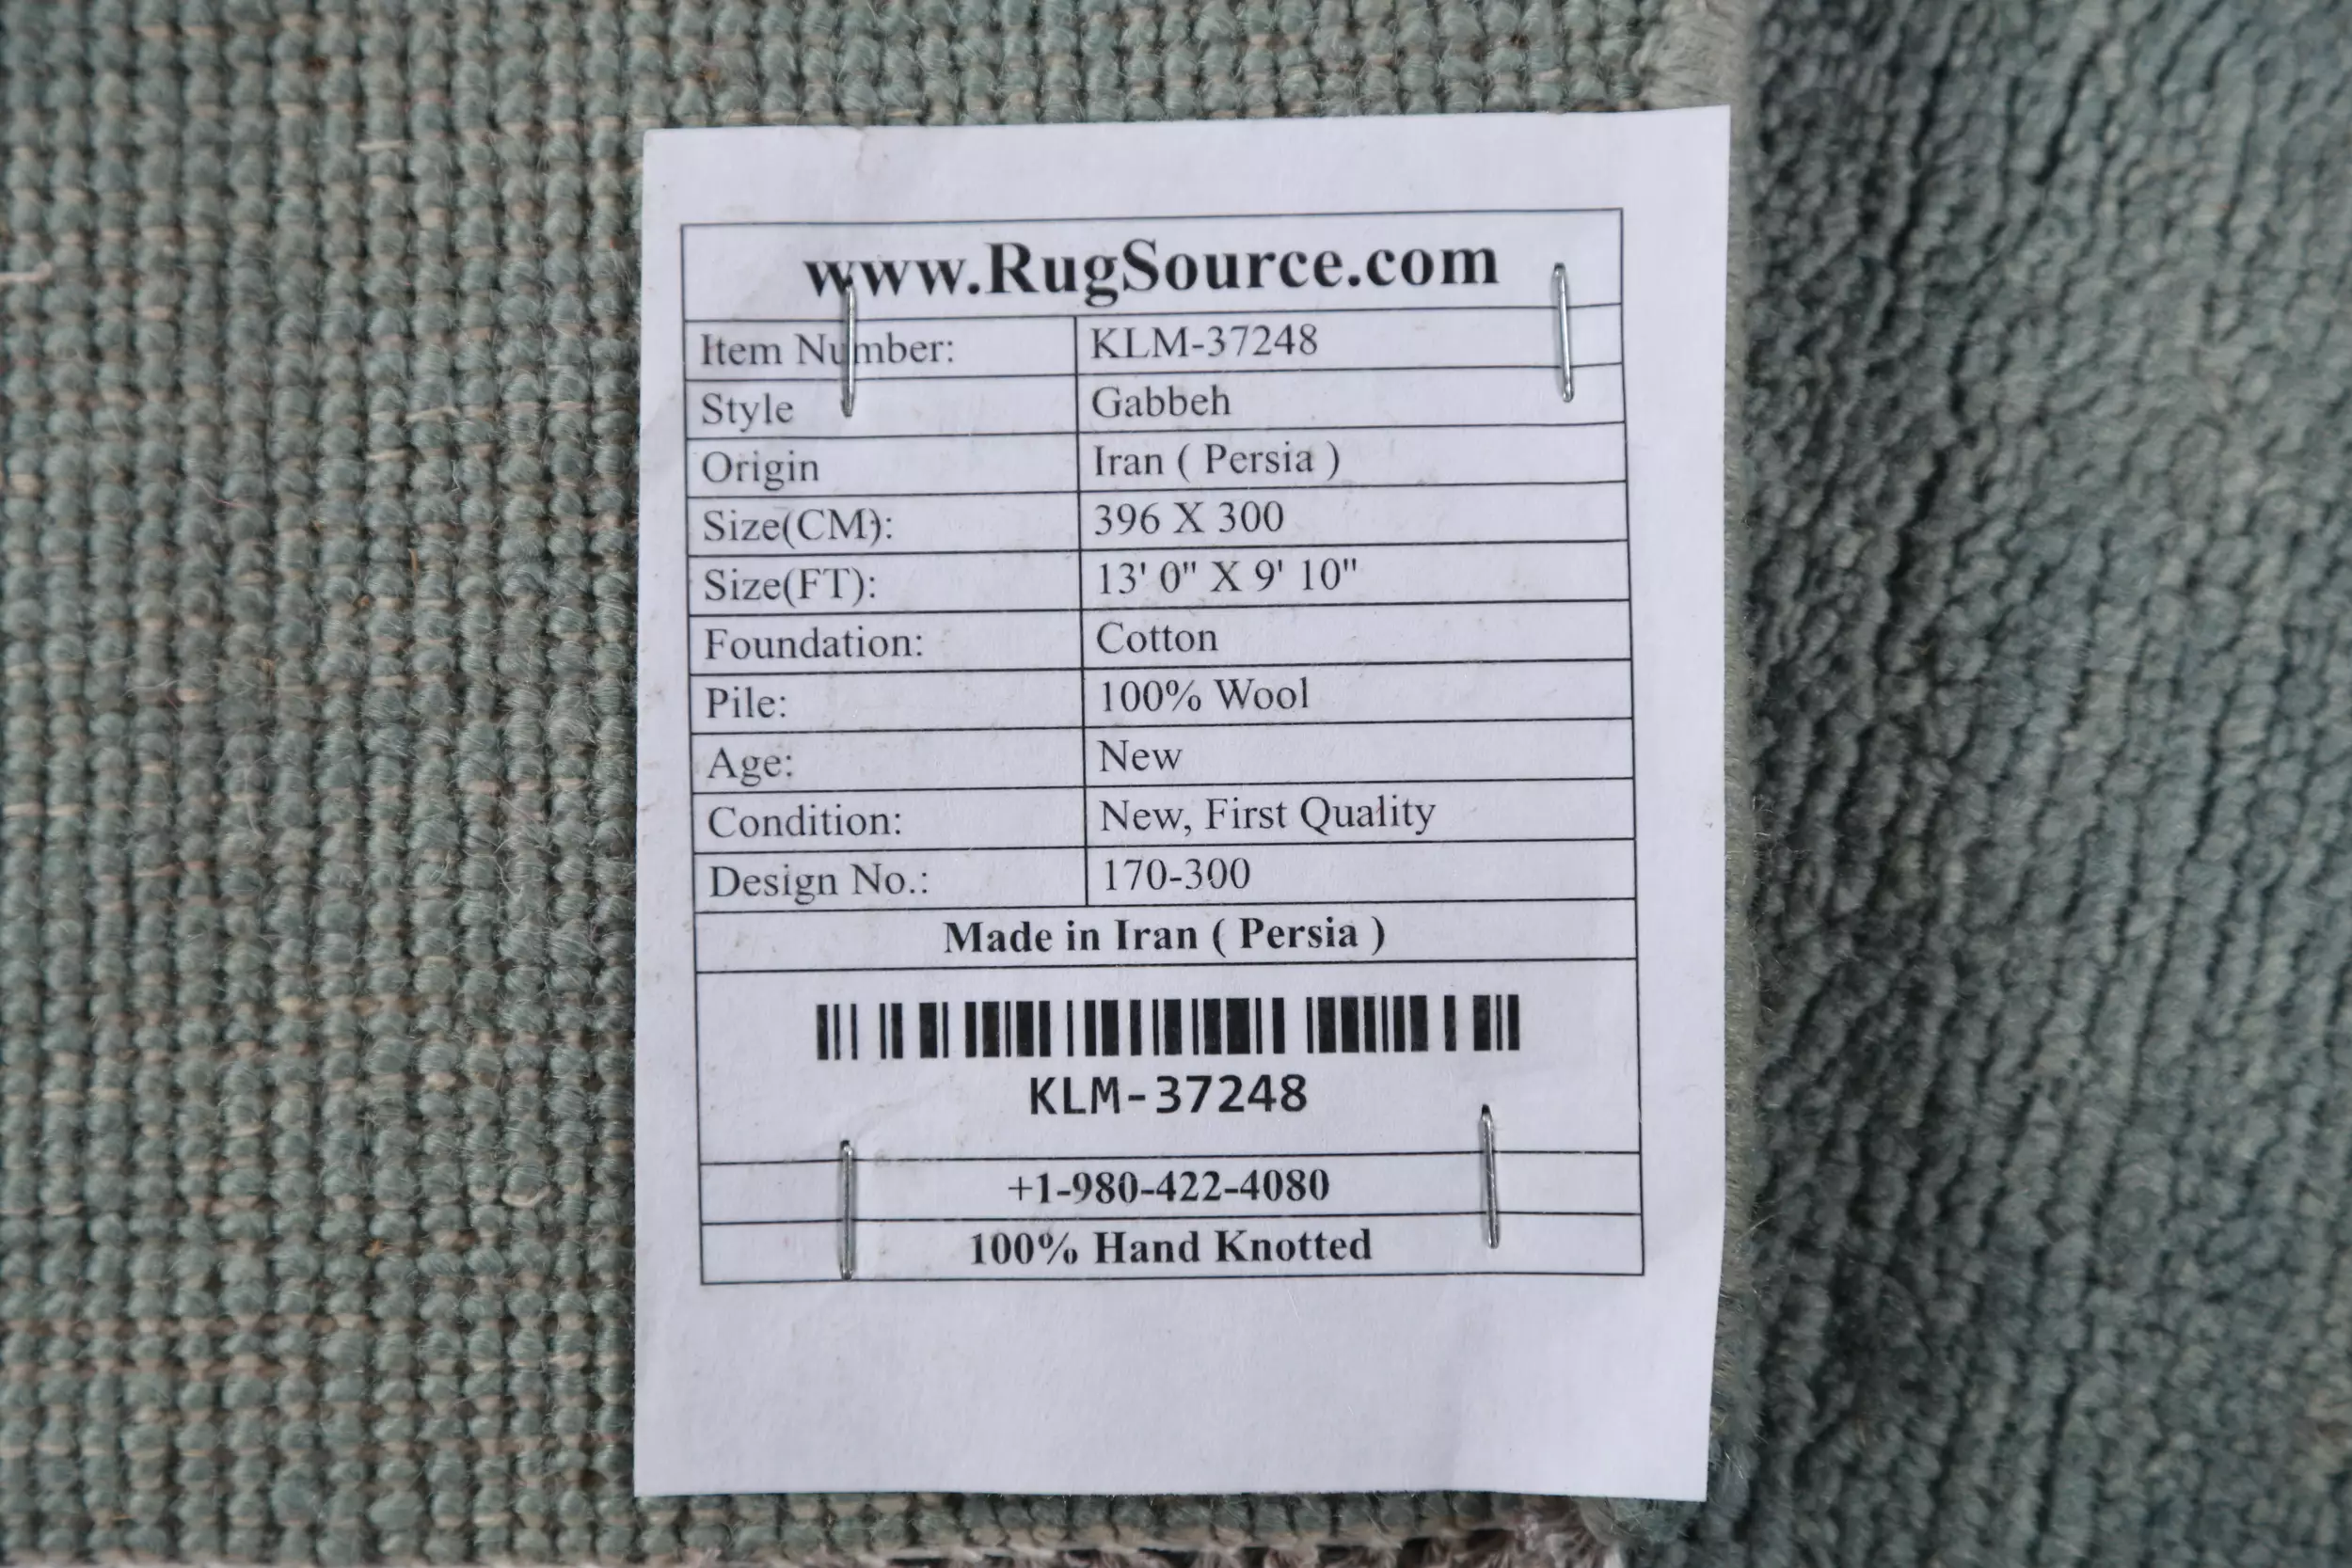 www.RugSource.com
Item Number: KLM-37248
Style Gabbeh
Origin Iran ( Persia )
Size(CM): 396 X 300
Size(FT): 13' 0" X 9' 10"
Foundation: Cotton
Pile: 100% Wool
Age: New
Condition: New, First Quality
Design No.: 170-300
Made in Iran ( Persia )
KLM-37248
+1-980-422-4080
100% Hand Knotted